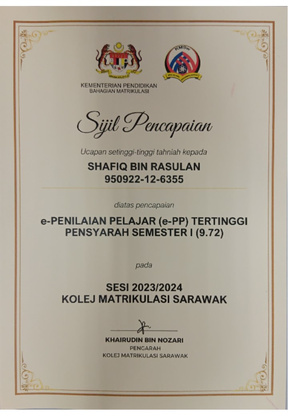 KEMENTERIAN PENDIDIKAN
BAHAGIAN MATRIKULASI
Sijil Pencapaian
Ucapan setinggi-tinggi tahniah kepada
SHAFIQ BIN RASULAN
950922-12-6355
diatas pencapaian
e-PENILAIAN PELAJAR (e-PP) TERTINGGI
PENSYARAH SEMESTER I (9.72)
pada
SESI 2023/2024
KOLEJ MATRIKULASI SARAWAK
KHAIRUDIN BIN NOZARI
PENGARAH
KOLEJ MATRIKULASI SARAWAK